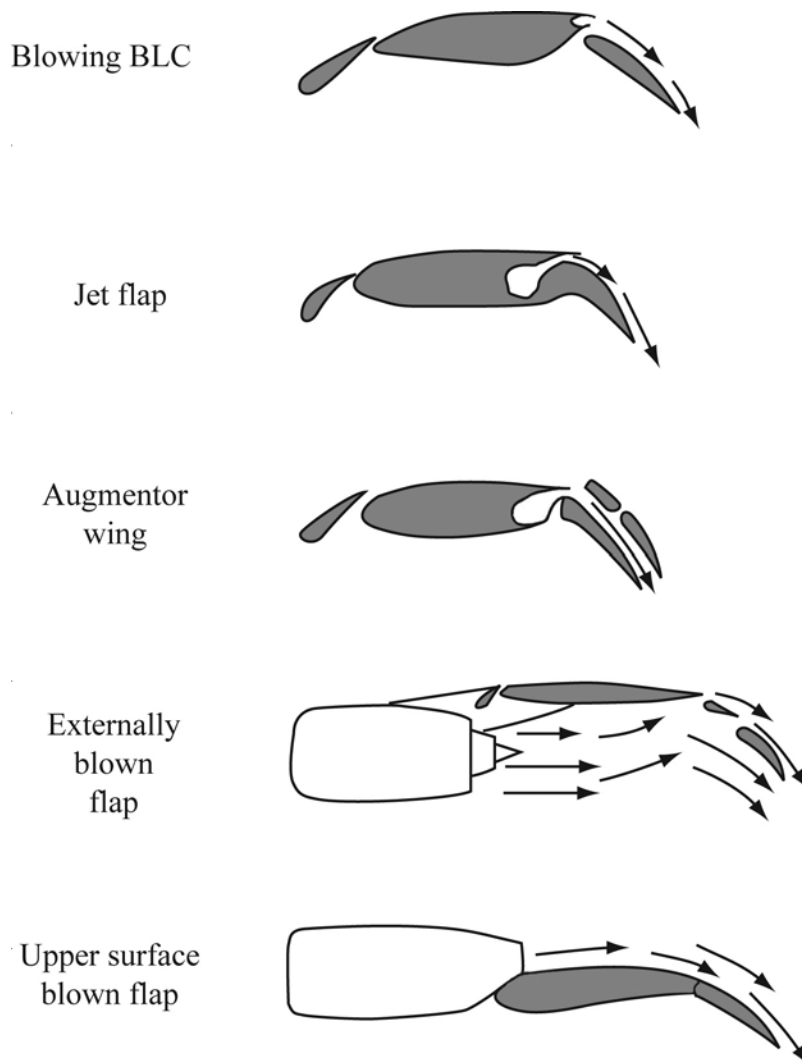 Blowing BLC
Jet flap
Augmentor
wing
Externally
blown
flap
Upper surface
blown flap